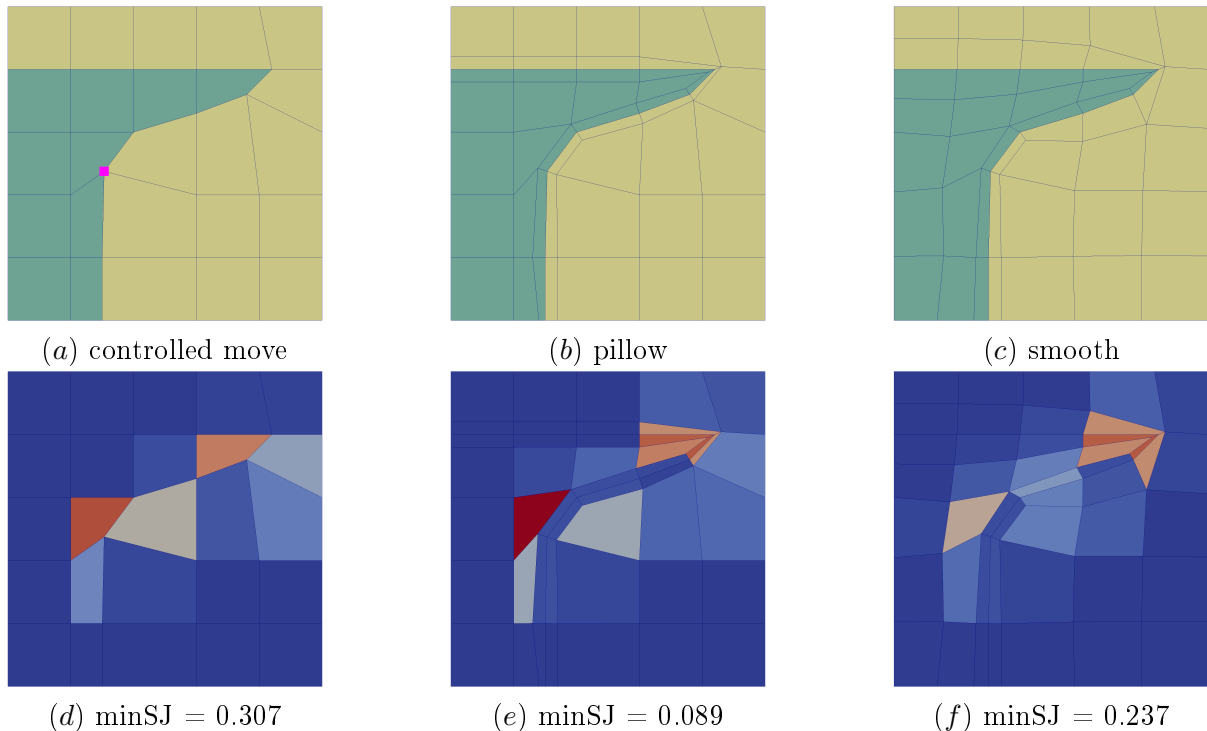 (a) controlled move
(b) pillow
(c) smooth
(d) minSJ = 0.307
(e) minSJ = 0.089
(f) minSJ = 0.237